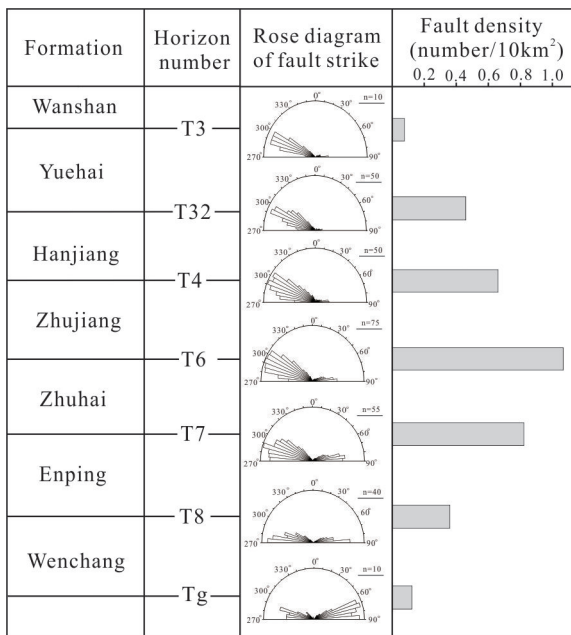 Formation
Horizon
number
Rose diagram
of fault strike
Fault density
(number/10km²)
0.2 0.4 0.6 0.8 1.0
Wanshan
Yuehai
Hanjiang
Zhujiang
Zhuhai
Enping
Wenchang
T3
T32
T4
T6
T7
T8
Tg
270° 300° 330° 0° 30° 60° 90° n=10
270° 300° 330° 0° 30° 60° 90° n=50
270° 300° 330° 0° 30° 60° 90° n=50
270° 300° 330° 0° 30° 60° 90° n=75
270° 300° 330° 0° 30° 60° 90° n=55
270° 300° 330° 0° 30° 60° 90° n=40
270° 300° 330° 0° 30° 60° 90° n=10